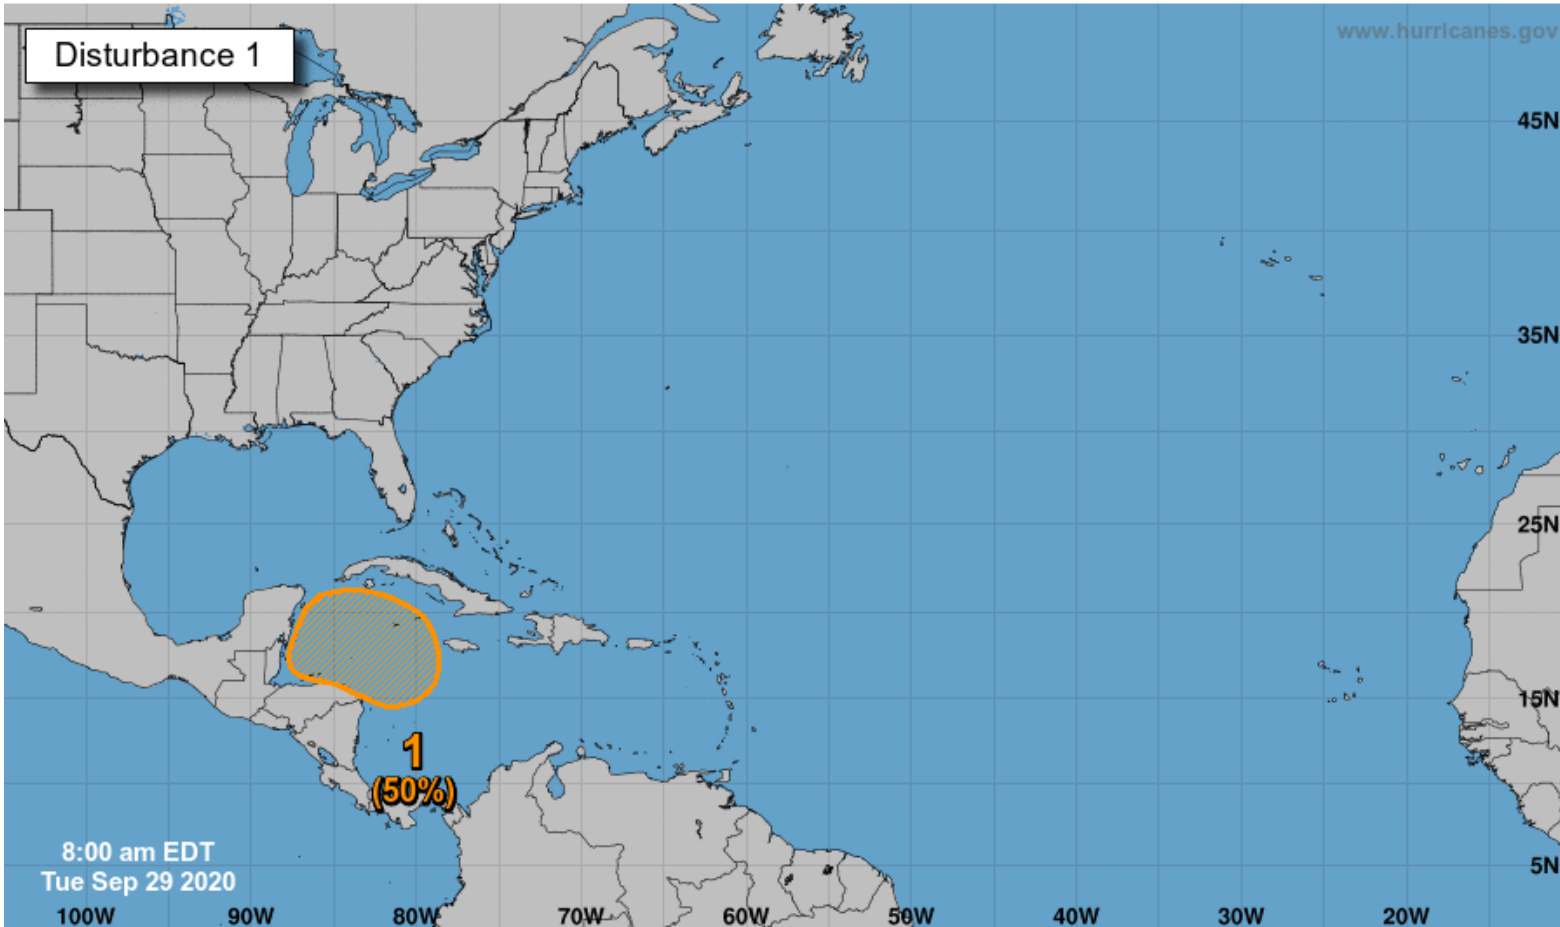 Disturbance 1
www.hurricanes.gov
45N
35N
25N
15N
1
(50%)
8:00 am EDT
Tue Sep 29 2020
5N
100W 90W 80W 70W 60W 50W 40W 30W 20W